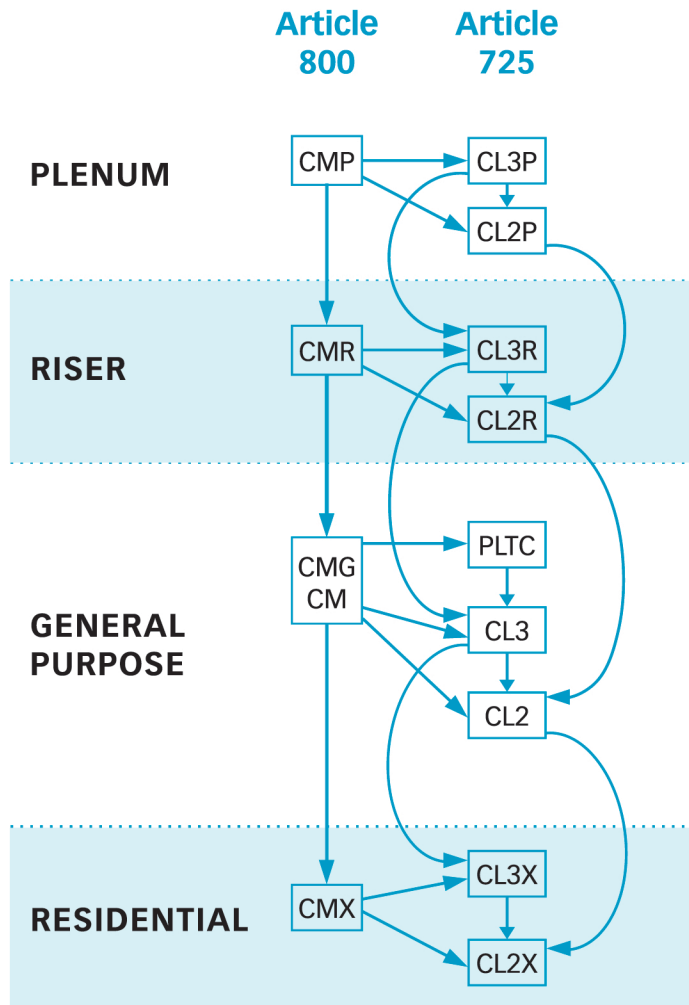 Article
800
Article
725
PLENUM
CMP
CL3P
CL2P
RISER
CMR
CL3R
CL2R
GENERAL
PURPOSE
CMG
CM
PLTC
CL3
CL2
RESIDENTIAL
CMX
CL3X
CL2X